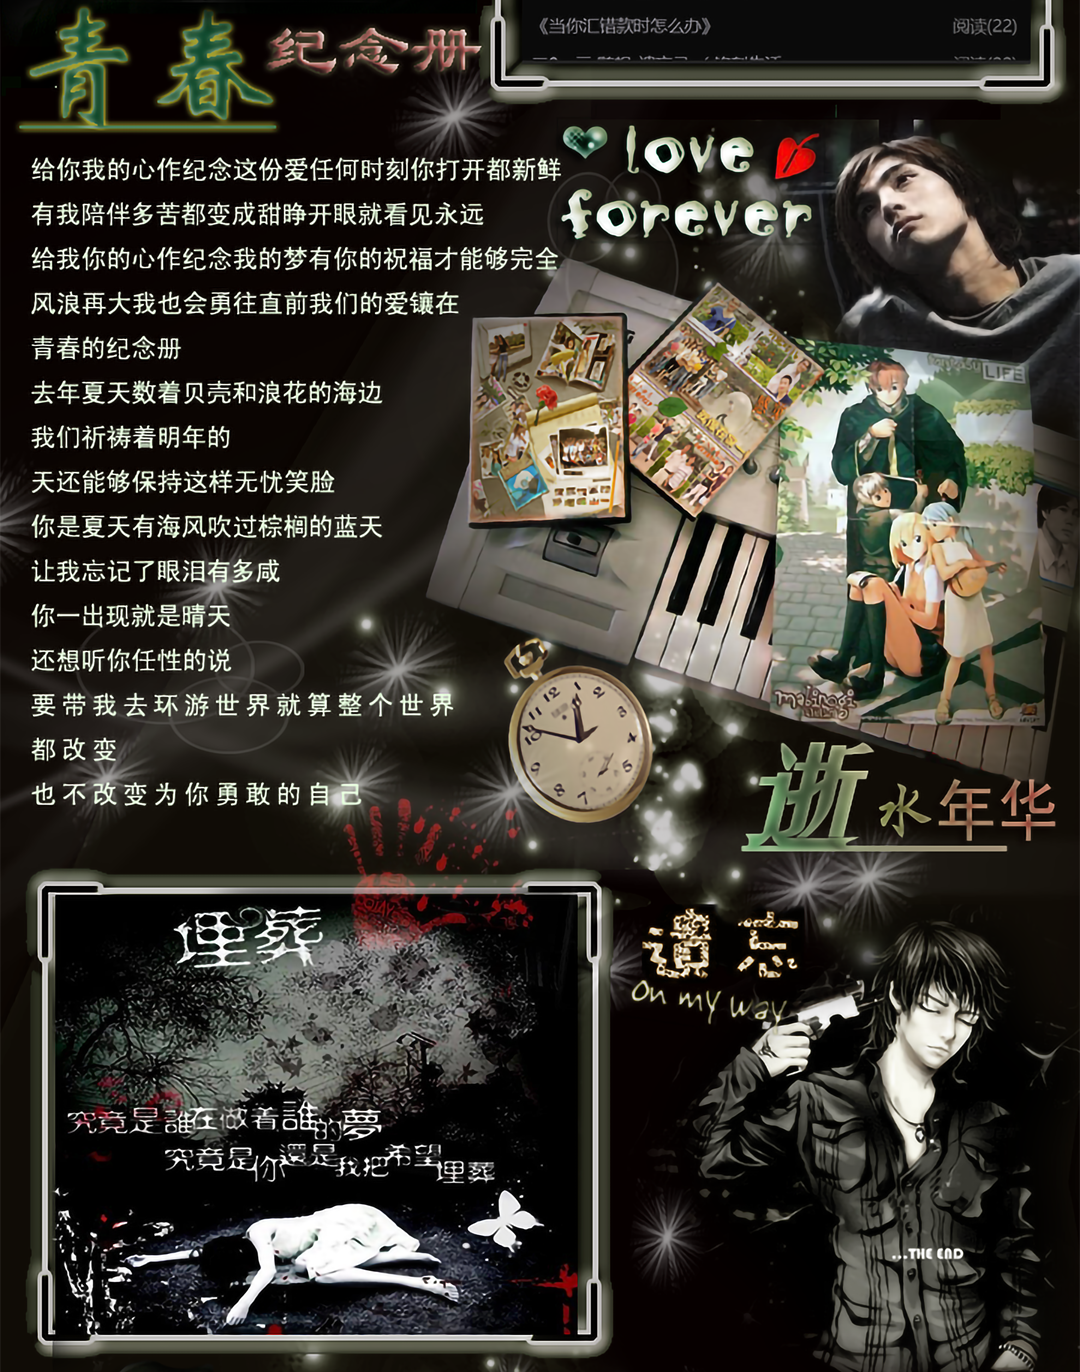 《当你汇错款时怎么办》 阅读(22)
青春纪念册
给你我的心作纪念这份爱任何时刻你打开都新鲜
有我陪伴多苦都变成甜睁开眼就看见永远
给我你的心作纪念我的梦有你的祝福才能够完全
风浪再大我也会勇往直前我们的爱镶在
青春的纪念册
去年夏天数着贝壳和浪花的海边
我们祈祷着明年的
天还能够保持这样无忧笑脸
你是夏天有海风吹过棕榈的蓝天
让我忘记了眼泪有多咸
你一出现就是晴天
还想听你任性的说
要带我去环游世界就算整个世界
都改变
也不改变为你勇敢的自己
love
forever
LIFE
mabinogi
逝水年华
埋葬
究竟是誰在做着誰的夢
究竟是你還是我把希望埋葬
遺忘
on my way
...THE END